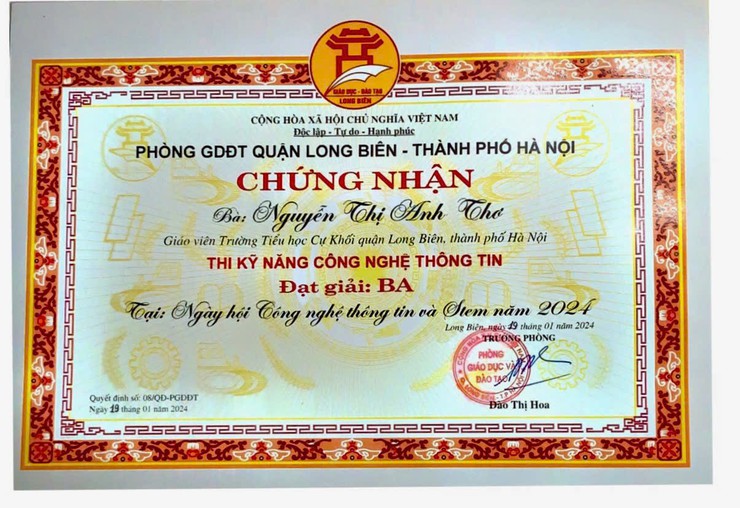 GIÁO DỤC - ĐÀO TẠO
LONG BIÊN
CỘNG HÒA XÃ HỘI CHỦ NGHĨA VIỆT NAM
Độc lập - Tự do - Hạnh phúc
PHÒNG GDĐT QUẬN LONG BIÊN - THÀNH PHỐ HÀ NỘI
CHỨNG NHẬN
Bà: Nguyễn Thị Anh Thơ
Giáo viên Trường Tiểu học Cự Khối quận Long Biên, thành phố Hà Nội
THI KỸ NĂNG CÔNG NGHỆ THÔNG TIN
Đạt giải: BA
Tại: Ngày hội Công nghệ thông tin và Stem năm 2024
Long Biên, ngày 19 tháng 01 năm 2024
TRƯỞNG PHÒNG
PHÒNG
GIÁO DỤC VÀ
ĐÀO TẠO
Đào Thị Hoa
Quyết định số: 08/QĐ-PGDĐT
Ngày 19 tháng 01 năm 2024